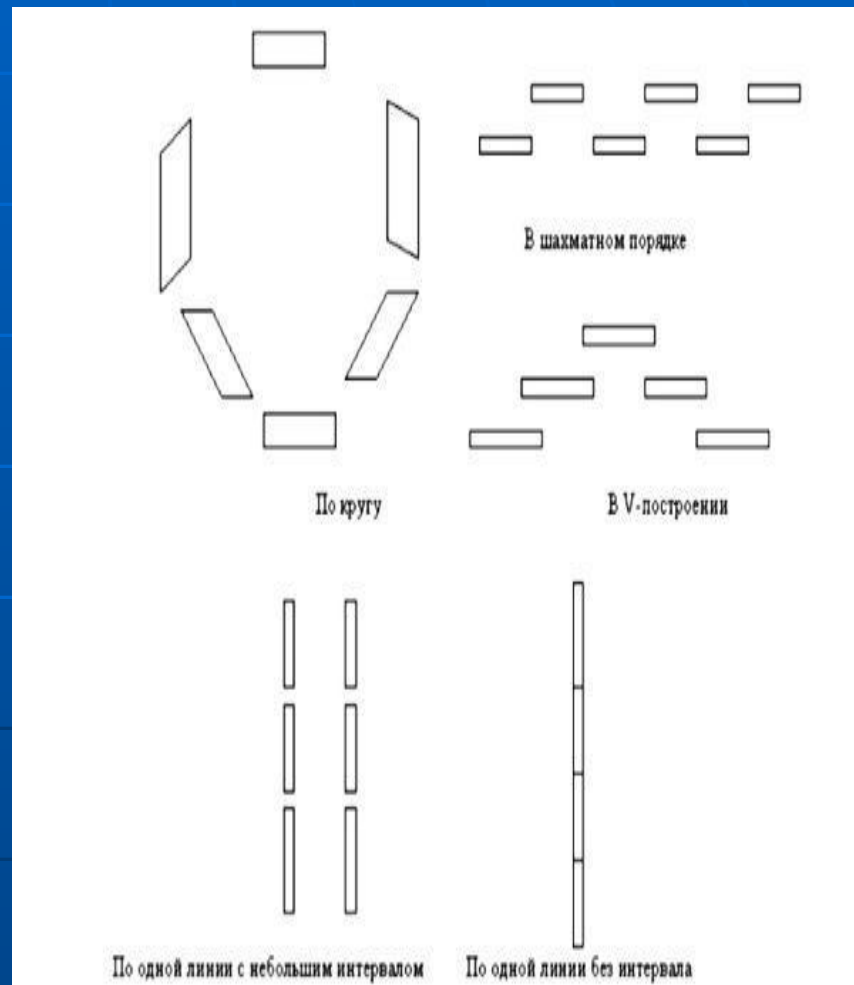 В шахматном порядке
По кругу
В V-построении
По одной линии с небольшим интервалом
По одной линии без интервала